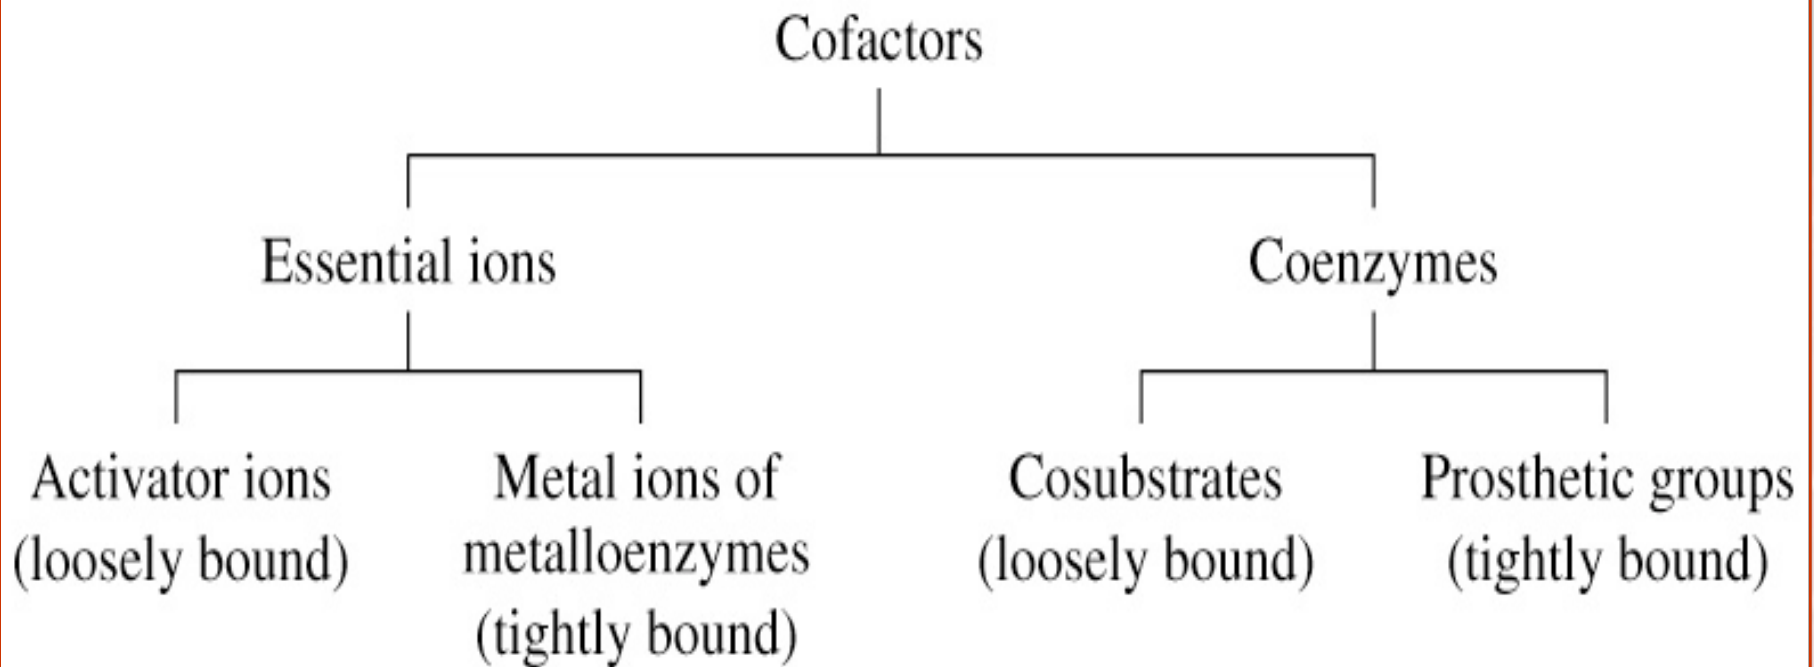 Cofactors
Essential ions
Coenzymes
Activator ions
(loosely bound)
Metal ions of
metalloenzymes
(tightly bound)
Cosubstrates
(loosely bound)
Prosthetic groups
(tightly bound)